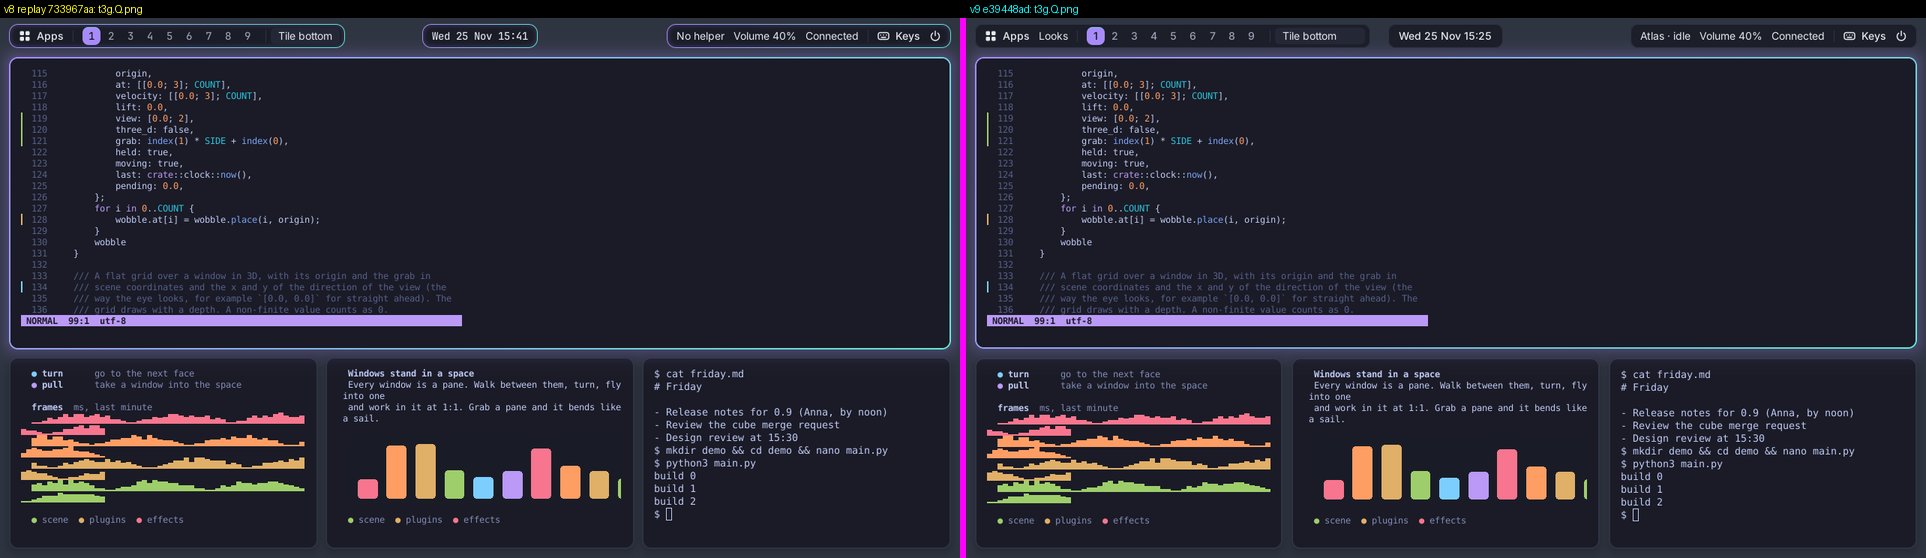 v8 replay 733967aa: t3g.Q.png
Apps 1 2 3 4 5 6 7 8 9 Tile bottom Wed 25 Nov 15:41 No helper Volume 40% Connected Keys
115 origin,
116 at: [[0.0; 3]; COUNT],
117 velocity: [[0.0; 3]; COUNT],
118 lift: 0.0,
119 view: [0.0; 2],
120 three_d: false,
121 grab: index(1) * SIDE + index(0),
122 held: true,
123 moving: true,
124 last: crate::clock::now(),
125 pending: 0.0,
126 };
127 for i in 0..COUNT {
128 wobble.at[i] = wobble.place(i, origin);
129 }
130 wobble
131 }
132
133 /// A flat grid over a window in 3D, with its origin and the grab in
134 /// scene coordinates and the x and y of the direction of the view (the
135 /// way the eye looks, for example `[0.0, 0.0]` for straight ahead). The
136 /// grid draws with a depth. A non-finite value counts as 0.
NORMAL 99:1 utf-8
turn go to the next face
pull take a window into the space
frames ms, last minute
scene plugins effects
Windows stand in a space
Every window is a pane. Walk between them, turn, fly
into one
and work in it at 1:1. Grab a pane and it bends like
a sail.
scene plugins effects
$ cat friday.md
# Friday
- Release notes for 0.9 (Anna, by noon)
- Review the cube merge request
- Design review at 15:30
$ mkdir demo && cd demo && nano main.py
$ python3 main.py
build 0
build 1
build 2
$
v9 e39448ad: t3g.Q.png
Apps Looks 1 2 3 4 5 6 7 8 9 Tile bottom Wed 25 Nov 15:25 Atlas · idle Volume 40% Connected Keys
115 origin,
116 at: [[0.0; 3]; COUNT],
117 velocity: [[0.0; 3]; COUNT],
118 lift: 0.0,
119 view: [0.0; 2],
120 three_d: false,
121 grab: index(1) * SIDE + index(0),
122 held: true,
123 moving: true,
124 last: crate::clock::now(),
125 pending: 0.0,
126 };
127 for i in 0..COUNT {
128 wobble.at[i] = wobble.place(i, origin);
129 }
130 wobble
131 }
132
133 /// A flat grid over a window in 3D, with its origin and the grab in
134 /// scene coordinates and the x and y of the direction of the view (the
135 /// way the eye looks, for example `[0.0, 0.0]` for straight ahead). The
136 /// grid draws with a depth. A non-finite value counts as 0.
NORMAL 99:1 utf-8
turn go to the next face
pull take a window into the space
frames ms, last minute
scene plugins effects
Windows stand in a space
Every window is a pane. Walk between them, turn, fly
into one
and work in it at 1:1. Grab a pane and it bends like
a sail.
scene plugins effects
$ cat friday.md
# Friday
- Release notes for 0.9 (Anna, by noon)
- Review the cube merge request
- Design review at 15:30
$ mkdir demo && cd demo && nano main.py
$ python3 main.py
build 0
build 1
build 2
$